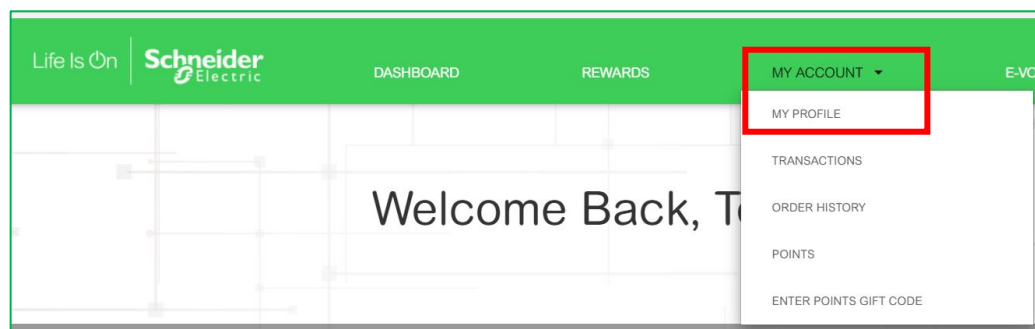 Life Is On Schneider Electric
DASHBOARD REWARDS MY ACCOUNT
MY PROFILE
TRANSACTIONS
Welcome Back,
ORDER HISTORY
POINTS
ENTER POINTS GIFT CODE